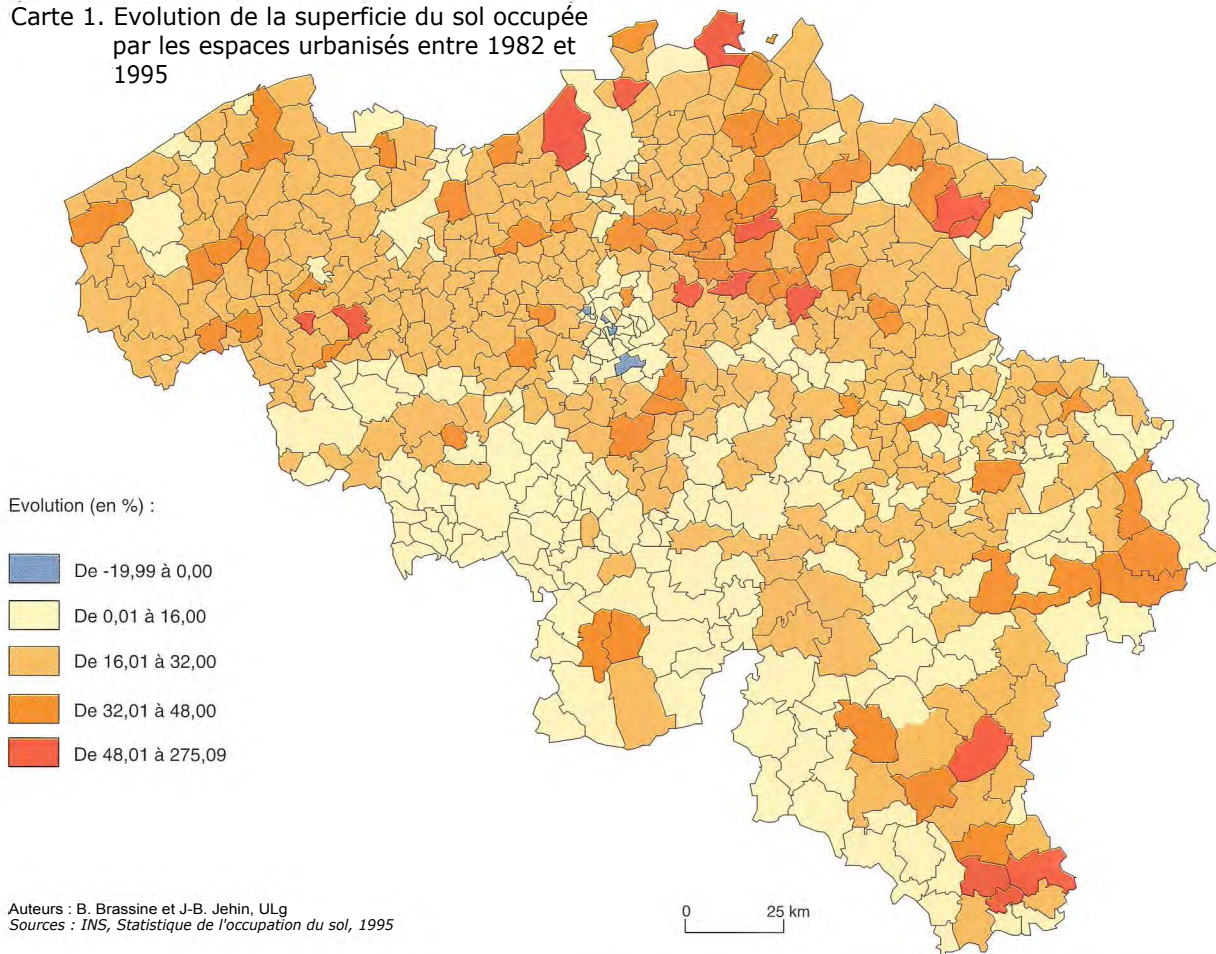 Carte 1. Evolution de la superficie du sol occupée
par les espaces urbanisés entre 1982 et
1995
Evolution (en %) :
De -19,99 à 0,00
De 0,01 à 16,00
De 16,01 à 32,00
De 32,01 à 48,00
De 48,01 à 275,09
Auteurs : B. Brassine et J-B. Jehin, ULg
Sources : INS, Statistique de l'occupation du sol, 1995
0 25 km